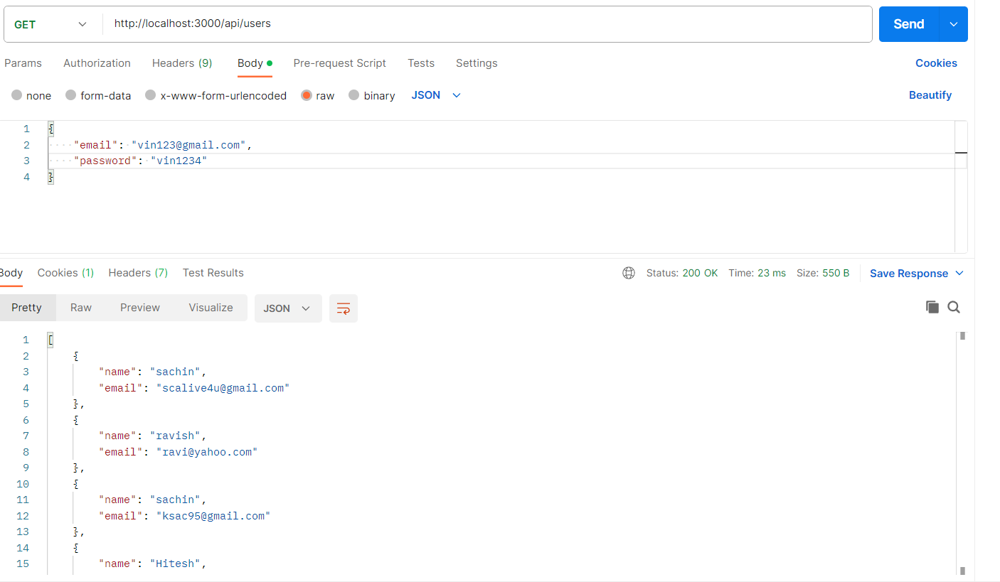 GET http://localhost:3000/api/users Send
Params Authorization Headers (9) Body Pre-request Script Tests Settings Cookies
none form-data x-www-form-urlencoded raw binary JSON Beautify
1 {
2 "email": "vin123@gmail.com",
3 "password": "vin1234"
4 }
Body Cookies (1) Headers (7) Test Results Status: 200 OK Time: 23 ms Size: 550 B Save Response
Pretty Raw Preview Visualize JSON
1 [
2 {
3 "name": "sachin",
4 "email": "scalive4u@gmail.com"
5 },
6 {
7 "name": "ravish",
8 "email": "ravi@yahoo.com"
9 },
10 {
11 "name": "sachin",
12 "email": "ksac95@gmail.com"
13 },
14 {
15 "name": "Hitesh",